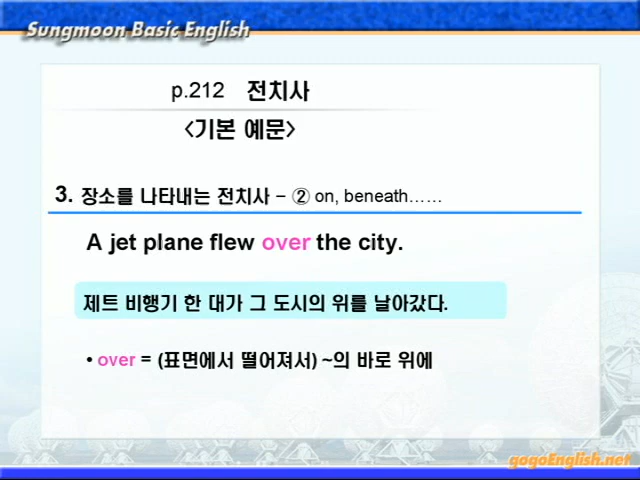 Sungmoon Basic English
p.212 전치사
<기본 예문>
3. 장소를 나타내는 전치사 - ② on, beneath……
A jet plane flew over the city.
제트 비행기 한 대가 그 도시의 위를 날아갔다.
• over = (표면에서 떨어져서) ~의 바로 위에
gogoEnglish.net